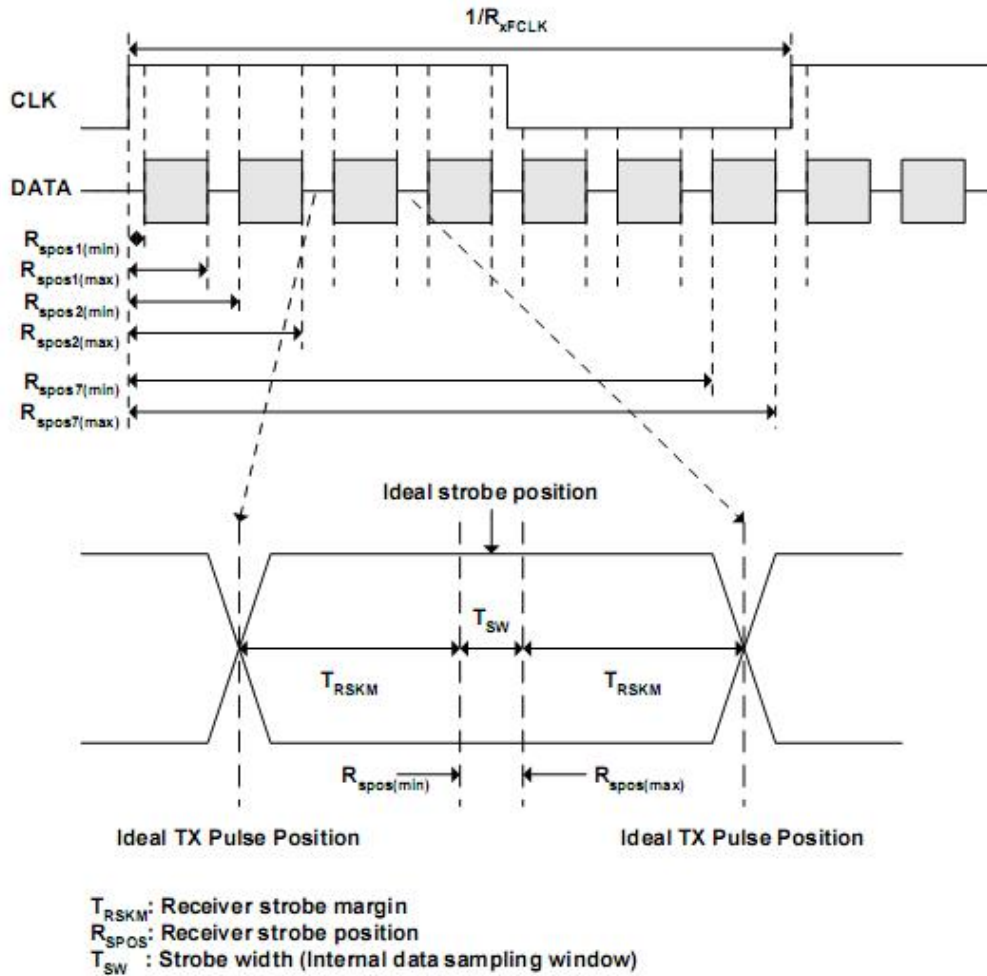 1/RxFCLK
CLK
DATA
Rspos1(min)
Rspos1(max)
Rspos2(min)
Rspos2(max)
Rspos7(min)
Rspos7(max)
Ideal strobe position
TSW
TRSKM TRSKM
Rspos(min) Rspos(max)
Ideal TX Pulse Position Ideal TX Pulse Position
TRSKM: Receiver strobe margin
RSPOS: Receiver strobe position
TSW : Strobe width (Internal data sampling window)